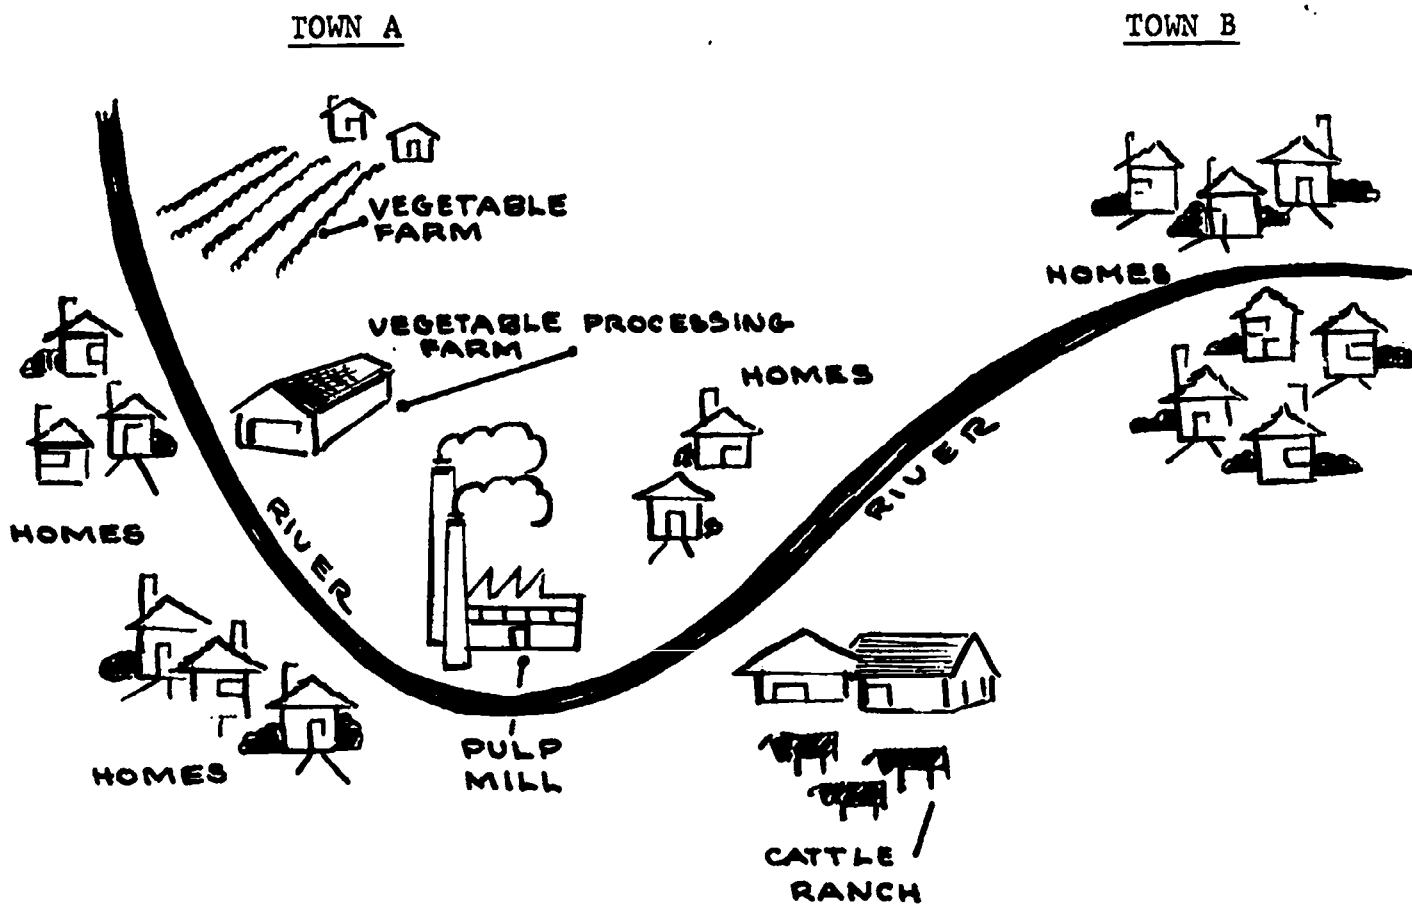 TOWN A
TOWN B
VEGETABLE
FARM
HOMES
VEGETABLE PROCESSING
FARM
HOMES
RIVER
HOMES
RIVER
HOMES
PULP
MILL
CATTLE
RANCH